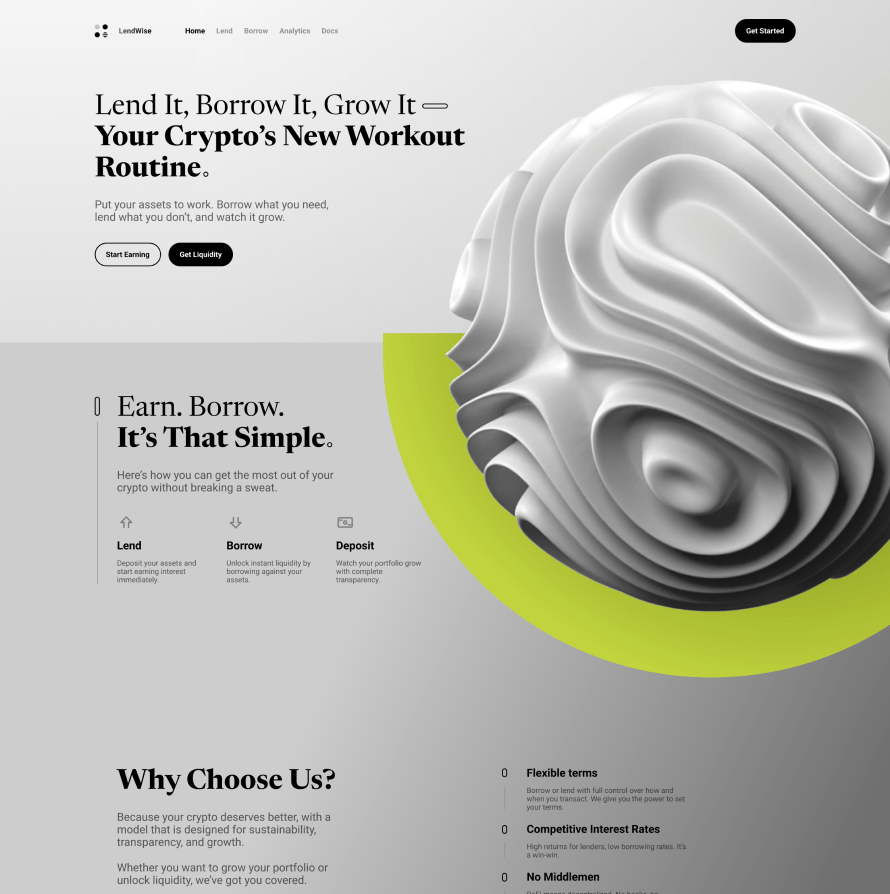 LendWise
Home Lend Borrow Analytics Docs
Get Started
Lend It, Borrow It, Grow It
Your Crypto’s New Workout
Routine
Put your assets to work. Borrow what you need,
lend what you don’t, and watch it grow.
Start Earning Get Liquidity
Earn. Borrow.
It’s That Simple
Here’s how you can get the most out of your
crypto without breaking a sweat.
Lend
Deposit your assets and
start earning interest
immediately.
Borrow
Unlock instant liquidity by
borrowing against your
assets.
Deposit
Watch your portfolio grow
with complete
transparency.
Why Choose Us?
Because your crypto deserves better, with a
model that is designed for sustainability,
transparency, and growth.
Whether you want to grow your portfolio or
unlock liquidity, we’ve got you covered.
Flexible terms
Borrow or lend with full control over how and
when you transact. We give you the power to set
your terms.
Competitive Interest Rates
High returns for lenders, low borrowing rates. It’s
a win-win.
No Middlemen